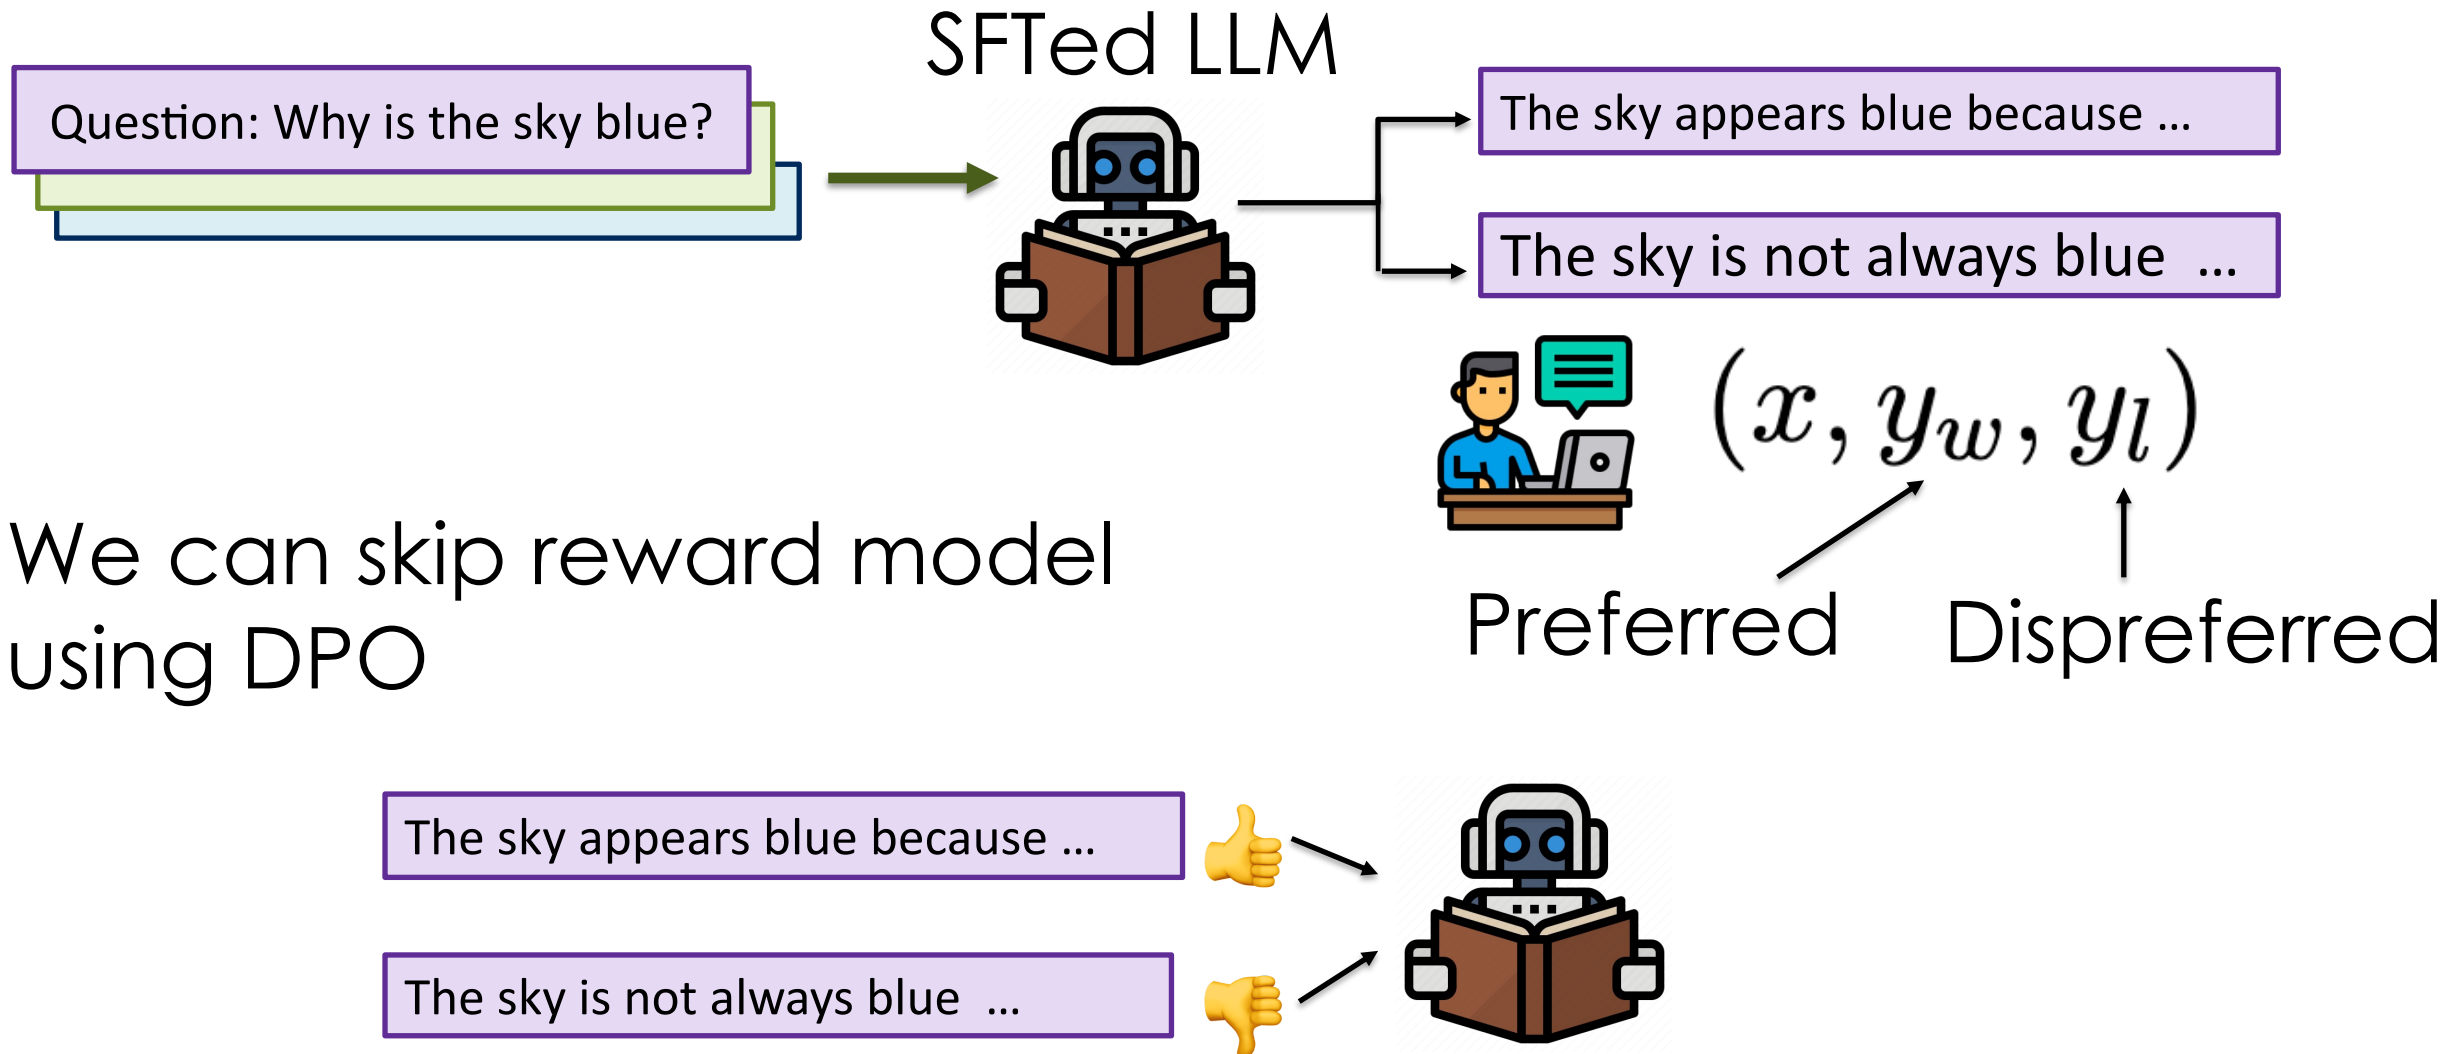 SFTed LLM
Question: Why is the sky blue?
The sky appears blue because ...
The sky is not always blue ...
(x, y_w, y_l)
Preferred
Dispreferred
We can skip reward model
using DPO
The sky appears blue because ...
The sky is not always blue ...